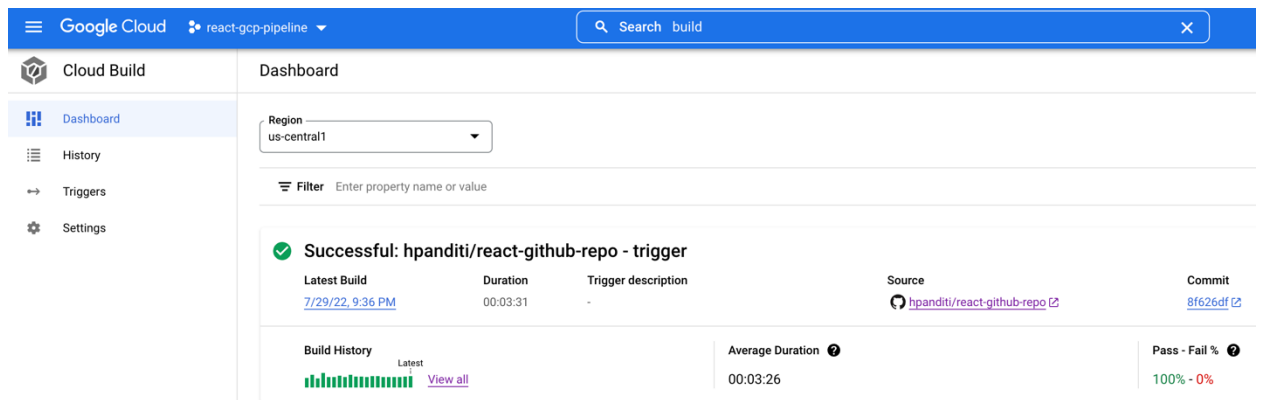 Google Cloud react-gcp-pipeline Search build
Cloud Build Dashboard
Dashboard
History
Triggers
Settings
Region
us-central1
Filter Enter property name or value
Successful: hpanditi/react-github-repo - trigger
Latest Build Duration Trigger description Source Commit
7/29/22, 9:36 PM 00:03:31 - hpanditi/react-github-repo 8f626df
Build History Average Duration Pass - Fail %
Latest
View all 00:03:26 100% - 0%